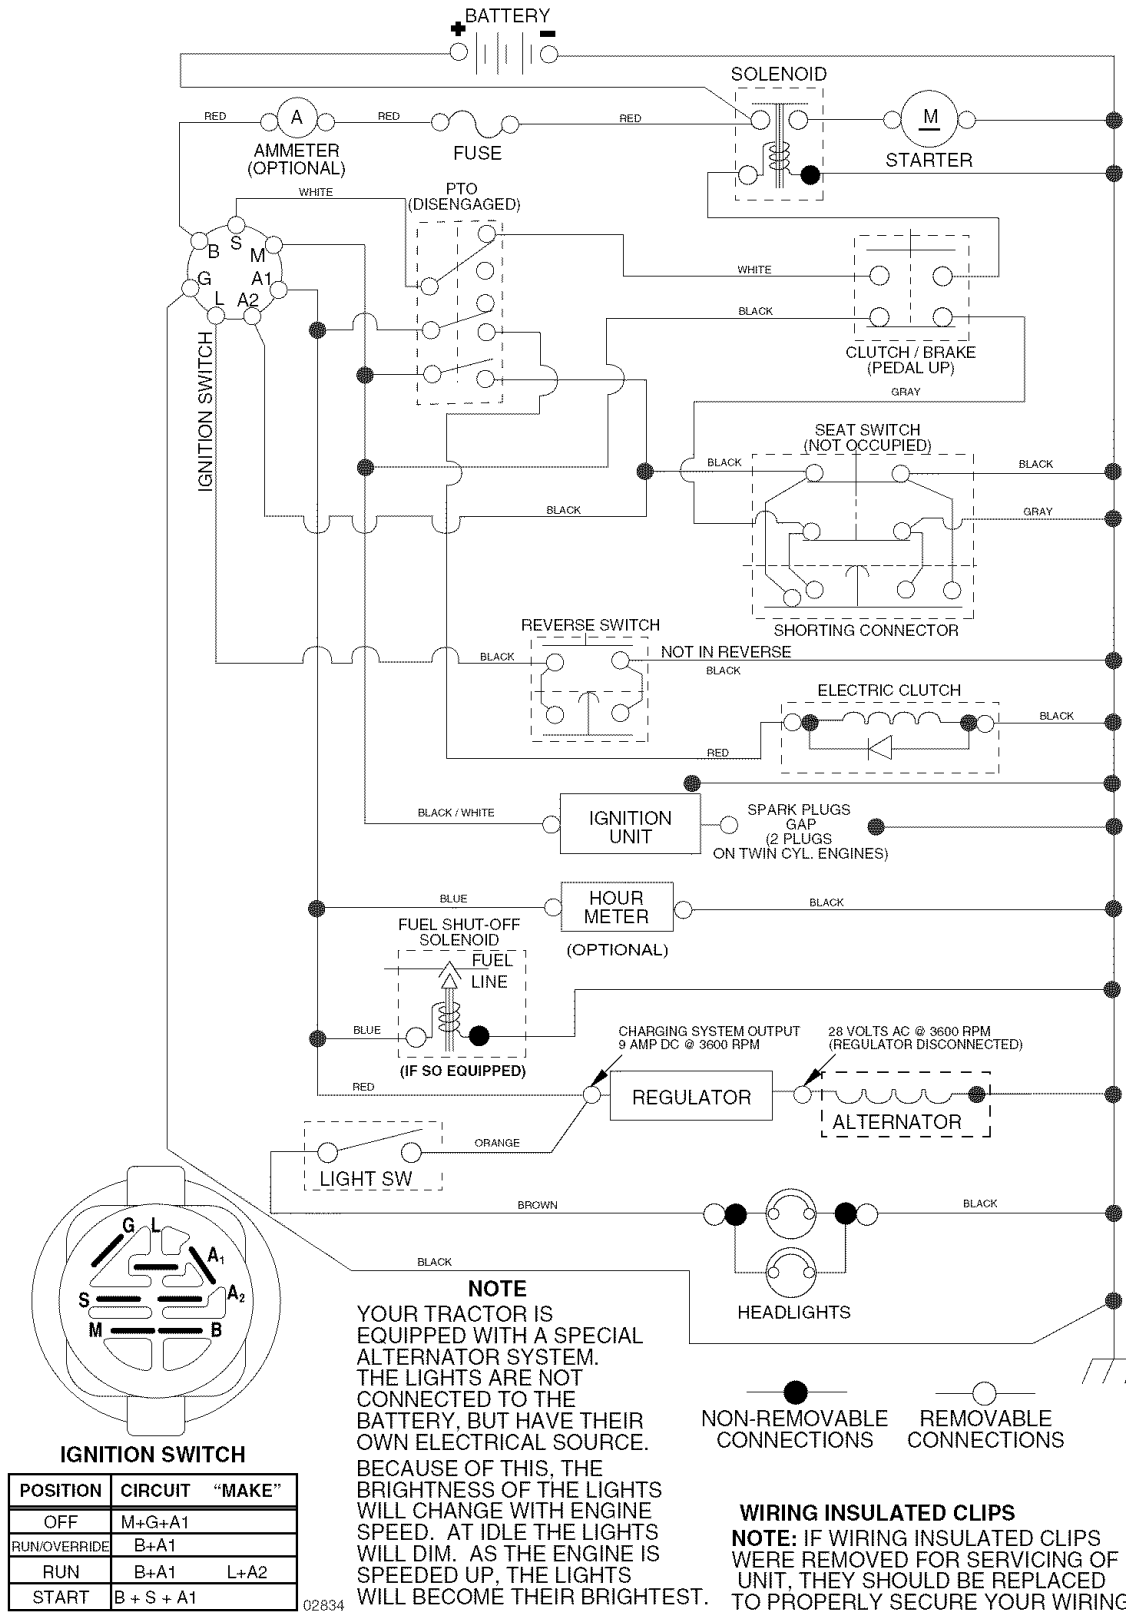 BATTERY
+ −
SOLENOID
RED
A
RED
RED
M
AMMETER
(OPTIONAL)
FUSE
STARTER
WHITE
PTO
(DISENGAGED)
B
S
M
G
A1
L
A2
WHITE
BLACK
CLUTCH / BRAKE
(PEDAL UP)
IGNITION SWITCH
GRAY
SEAT SWITCH
(NOT OCCUPIED)
BLACK
BLACK
BLACK
GRAY
SHORTING CONNECTOR
REVERSE SWITCH
BLACK
NOT IN REVERSE
BLACK
ELECTRIC CLUTCH
BLACK
RED
BLACK / WHITE
IGNITION
UNIT
SPARK PLUGS
GAP
(2 PLUGS
ON TWIN CYL. ENGINES)
BLUE
HOUR
METER
BLACK
(OPTIONAL)
FUEL SHUT-OFF
SOLENOID
FUEL
LINE
BLUE
(IF SO EQUIPPED)
CHARGING SYSTEM OUTPUT
9 AMP DC @ 3600 RPM
28 VOLTS AC @ 3600 RPM
(REGULATOR DISCONNECTED)
RED
REGULATOR
ALTERNATOR
ORANGE
LIGHT SW
BROWN
BLACK
BLACK
HEADLIGHTS
G L
A1
A2
S
M
B
IGNITION SWITCH
POSITION CIRCUIT "MAKE"
OFF M+G+A1
RUN/OVERRIDE B+A1
RUN B+A1 L+A2
START B + S + A1
02834
NOTE
YOUR TRACTOR IS
EQUIPPED WITH A SPECIAL
ALTERNATOR SYSTEM.
THE LIGHTS ARE NOT
CONNECTED TO THE
BATTERY, BUT HAVE THEIR
OWN ELECTRICAL SOURCE.
BECAUSE OF THIS, THE
BRIGHTNESS OF THE LIGHTS
WILL CHANGE WITH ENGINE
SPEED. AT IDLE THE LIGHTS
WILL DIM. AS THE ENGINE IS
SPEEDED UP, THE LIGHTS
WILL BECOME THEIR BRIGHTEST.
NON-REMOVABLE
CONNECTIONS
REMOVABLE
CONNECTIONS
WIRING INSULATED CLIPS
NOTE: IF WIRING INSULATED CLIPS
WERE REMOVED FOR SERVICING OF
UNIT, THEY SHOULD BE REPLACED
TO PROPERLY SECURE YOUR WIRING